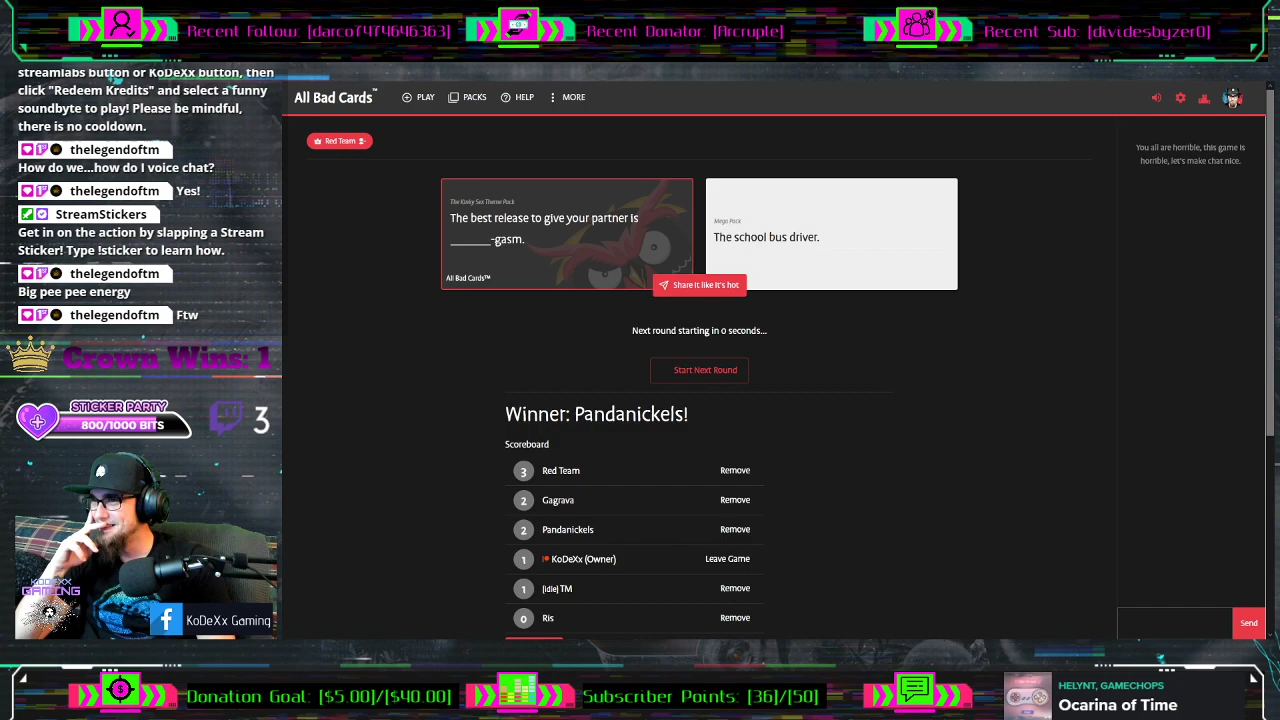 Recent Follow: [darco7474646363]
Recent Donator: [Arcruple]
Recent Sub: [dividesbyzer0]
streamlabs button or KoDeXx button, then
click "Redeem Kredits" and select a funny
soundbyte to play! Please be mindful,
there is no cooldown.
thelegendoftm
How do we...how do I voice chat?
thelegendoftm Yes!
StreamStickers
Get in on the action by slapping a Stream
Sticker! Type !sticker to learn how.
thelegendoftm
Big pee pee energy
thelegendoftm Ftw
Crown Wins: 1
STICKER PARTY
800/1000 BITS
3
KODEXX
GAMING
KoDeXx Gaming
All Bad Cards™
PLAY
PACKS
HELP
MORE
Red Team
The Kinky Sex Theme Pack
The best release to give your partner is
_______-gasm.
All Bad Cards™
Mega Pack
The school bus driver.
Share it like it's hot
Next round starting in 0 seconds...
Start Next Round
Winner: Pandanickels!
Scoreboard
3 Red Team Remove
2 Gagrava Remove
2 Pandanickels Remove
1 KoDeXx (Owner) Leave Game
1 (idle) TM Remove
0 Ris Remove
You all are horrible, this game is
horrible, let's make chat nice.
Send
Donation Goal: [$5.00]/[$40.00]
Subscriber Points: [36]/[50]
HELYNT, GAMECHOPS
Ocarina of Time